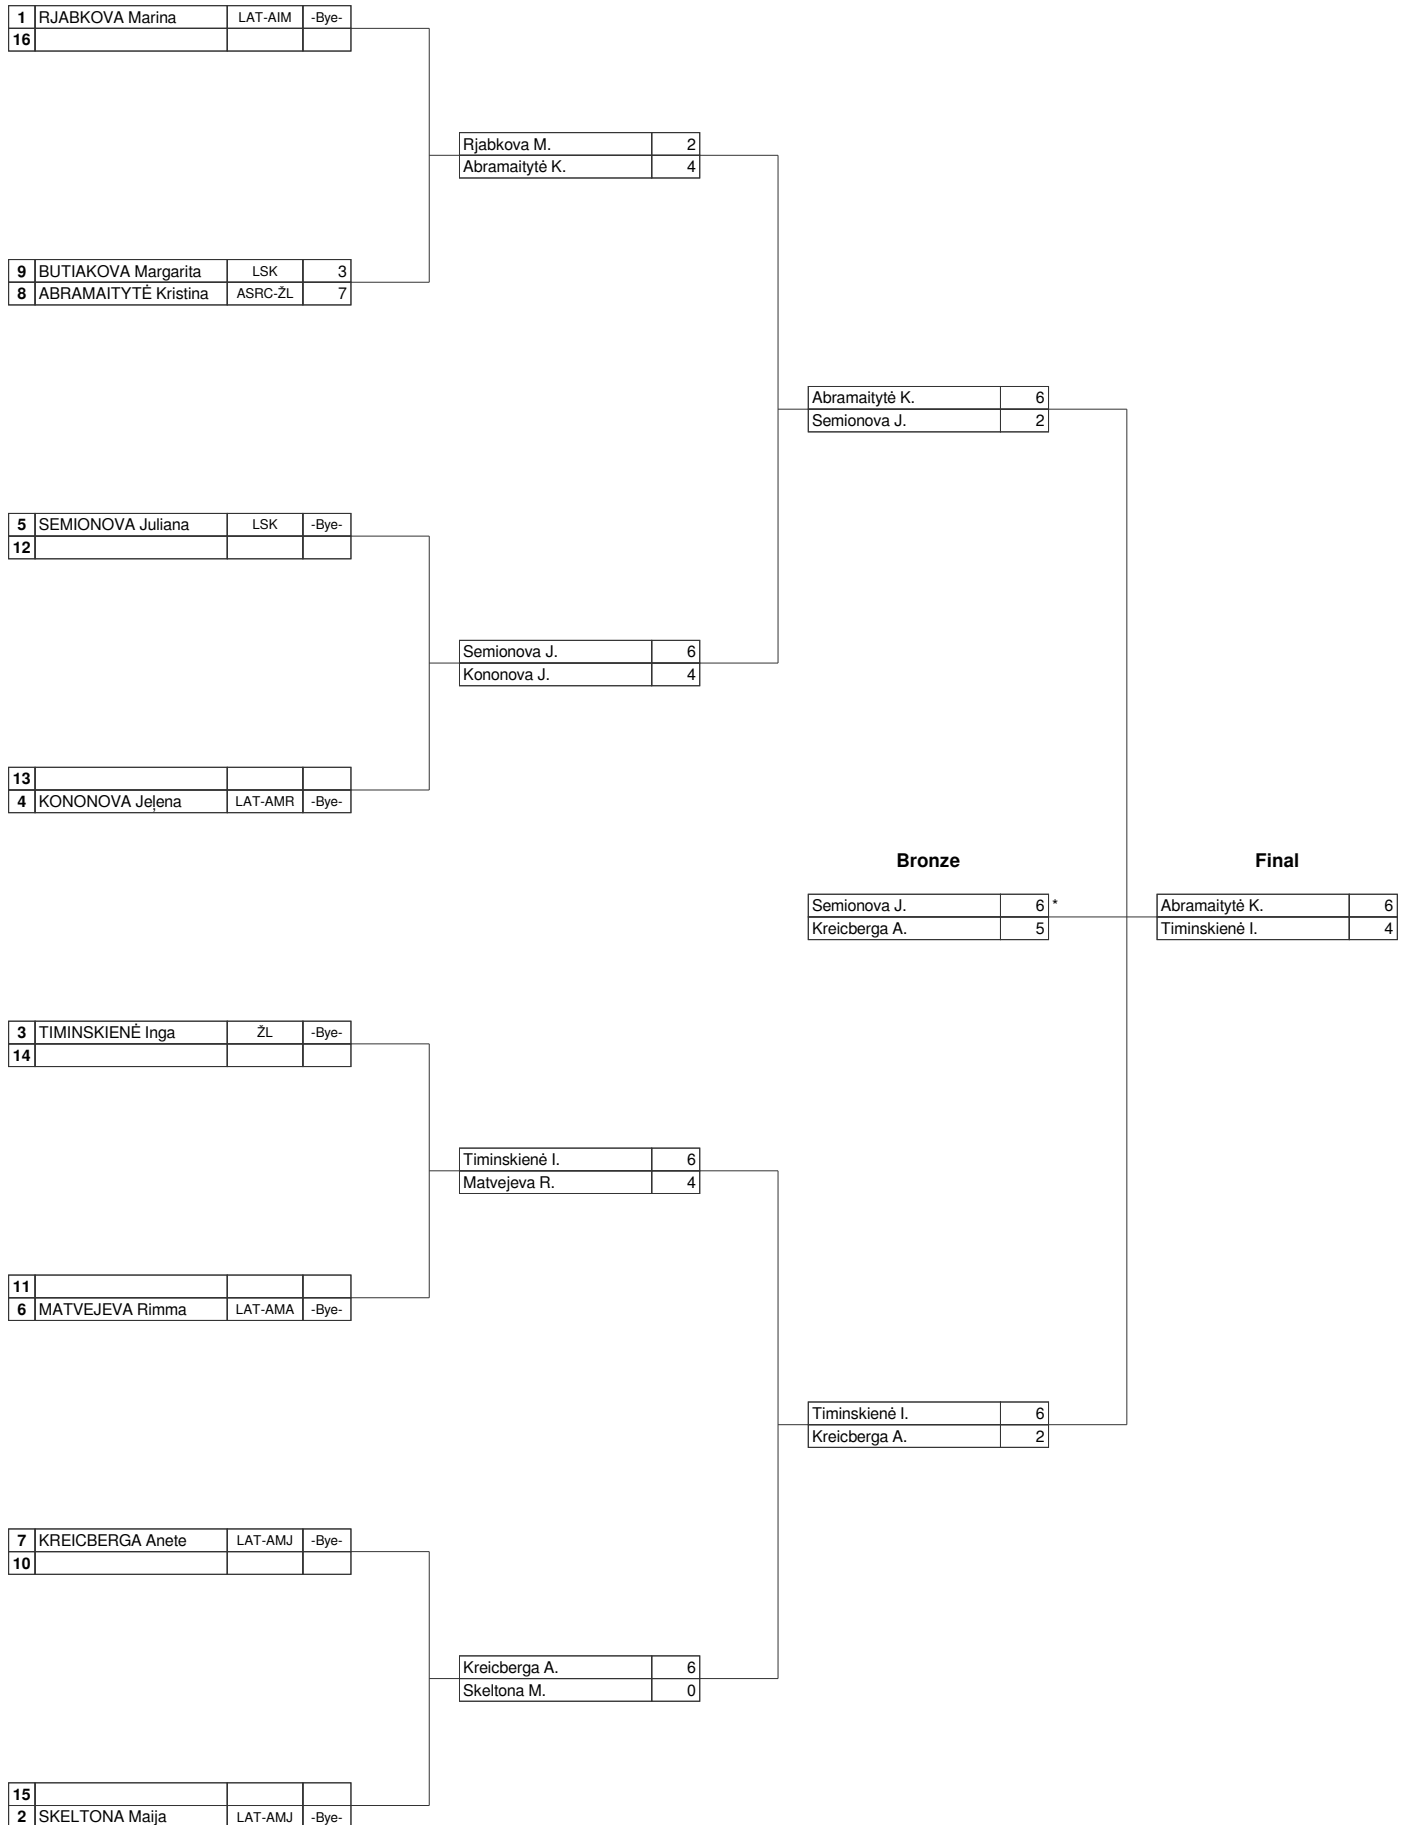 1 RJABKOVA Marina LAT-AIM -Bye-
16
Rjabkova M. 2
Abramaitytė K. 4
9 BUTIAKOVA Margarita LSK 3
8 ABRAMAITYTĖ Kristina ASRC-ŽL 7
Abramaitytė K. 6
Semionova J. 2
5 SEMIONOVA Juliana LSK -Bye-
12
Semionova J. 6
Kononova J. 4
13
4 KONONOVA Jeļena LAT-AMR -Bye-
Bronze Final
Semionova J. 6 * Abramaitytė K. 6
Kreicberga A. 5 Timinskienė I. 4
3 TIMINSKIENĖ Inga ŽL -Bye-
14
Timinskienė I. 6
Matvejeva R. 4
11
6 MATVEJEVA Rimma LAT-AMA -Bye-
Timinskienė I. 6
Kreicberga A. 2
7 KREICBERGA Anete LAT-AMJ -Bye-
10
Kreicberga A. 6
Skeltona M. 0
15
2 SKELTONA Maija LAT-AMJ -Bye-